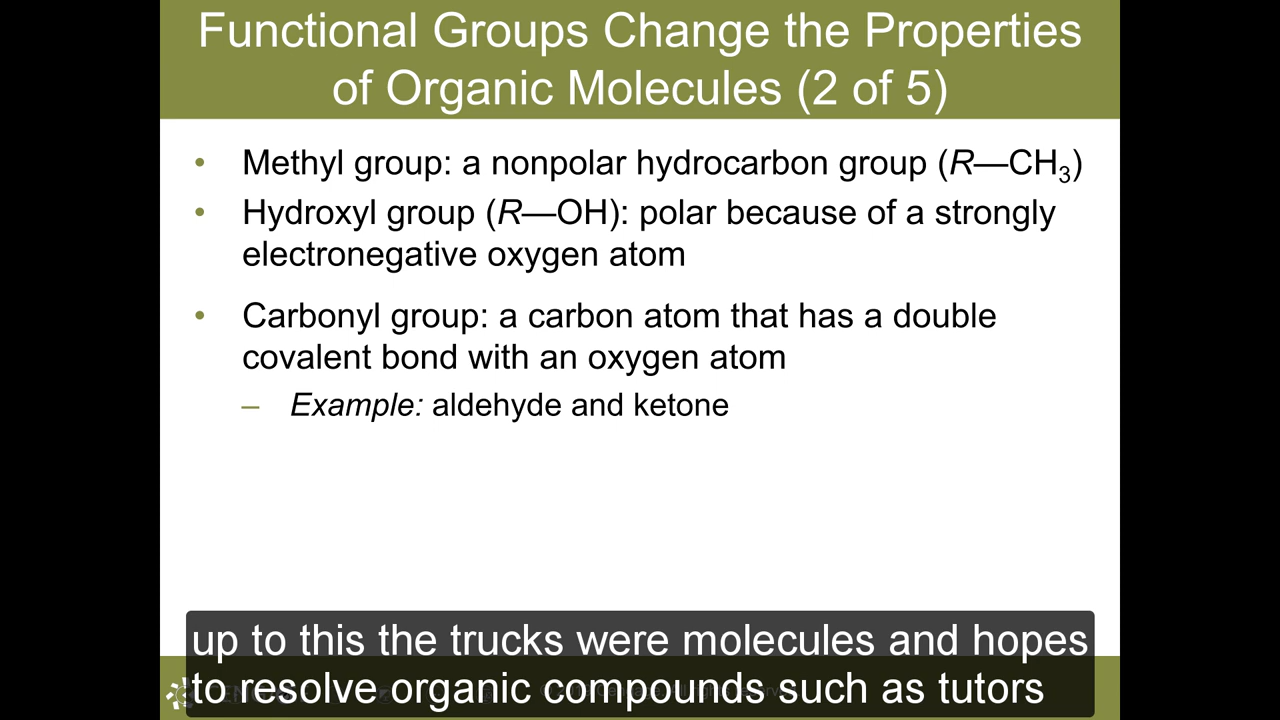 Functional Groups Change the Properties
of Organic Molecules (2 of 5)
• Methyl group: a nonpolar hydrocarbon group (R—CH₃)
• Hydroxyl group (R—OH): polar because of a strongly
electronegative oxygen atom
• Carbonyl group: a carbon atom that has a double
covalent bond with an oxygen atom
– Example: aldehyde and ketone
up to this the trucks were molecules and hopes
to resolve organic compounds such as tutors